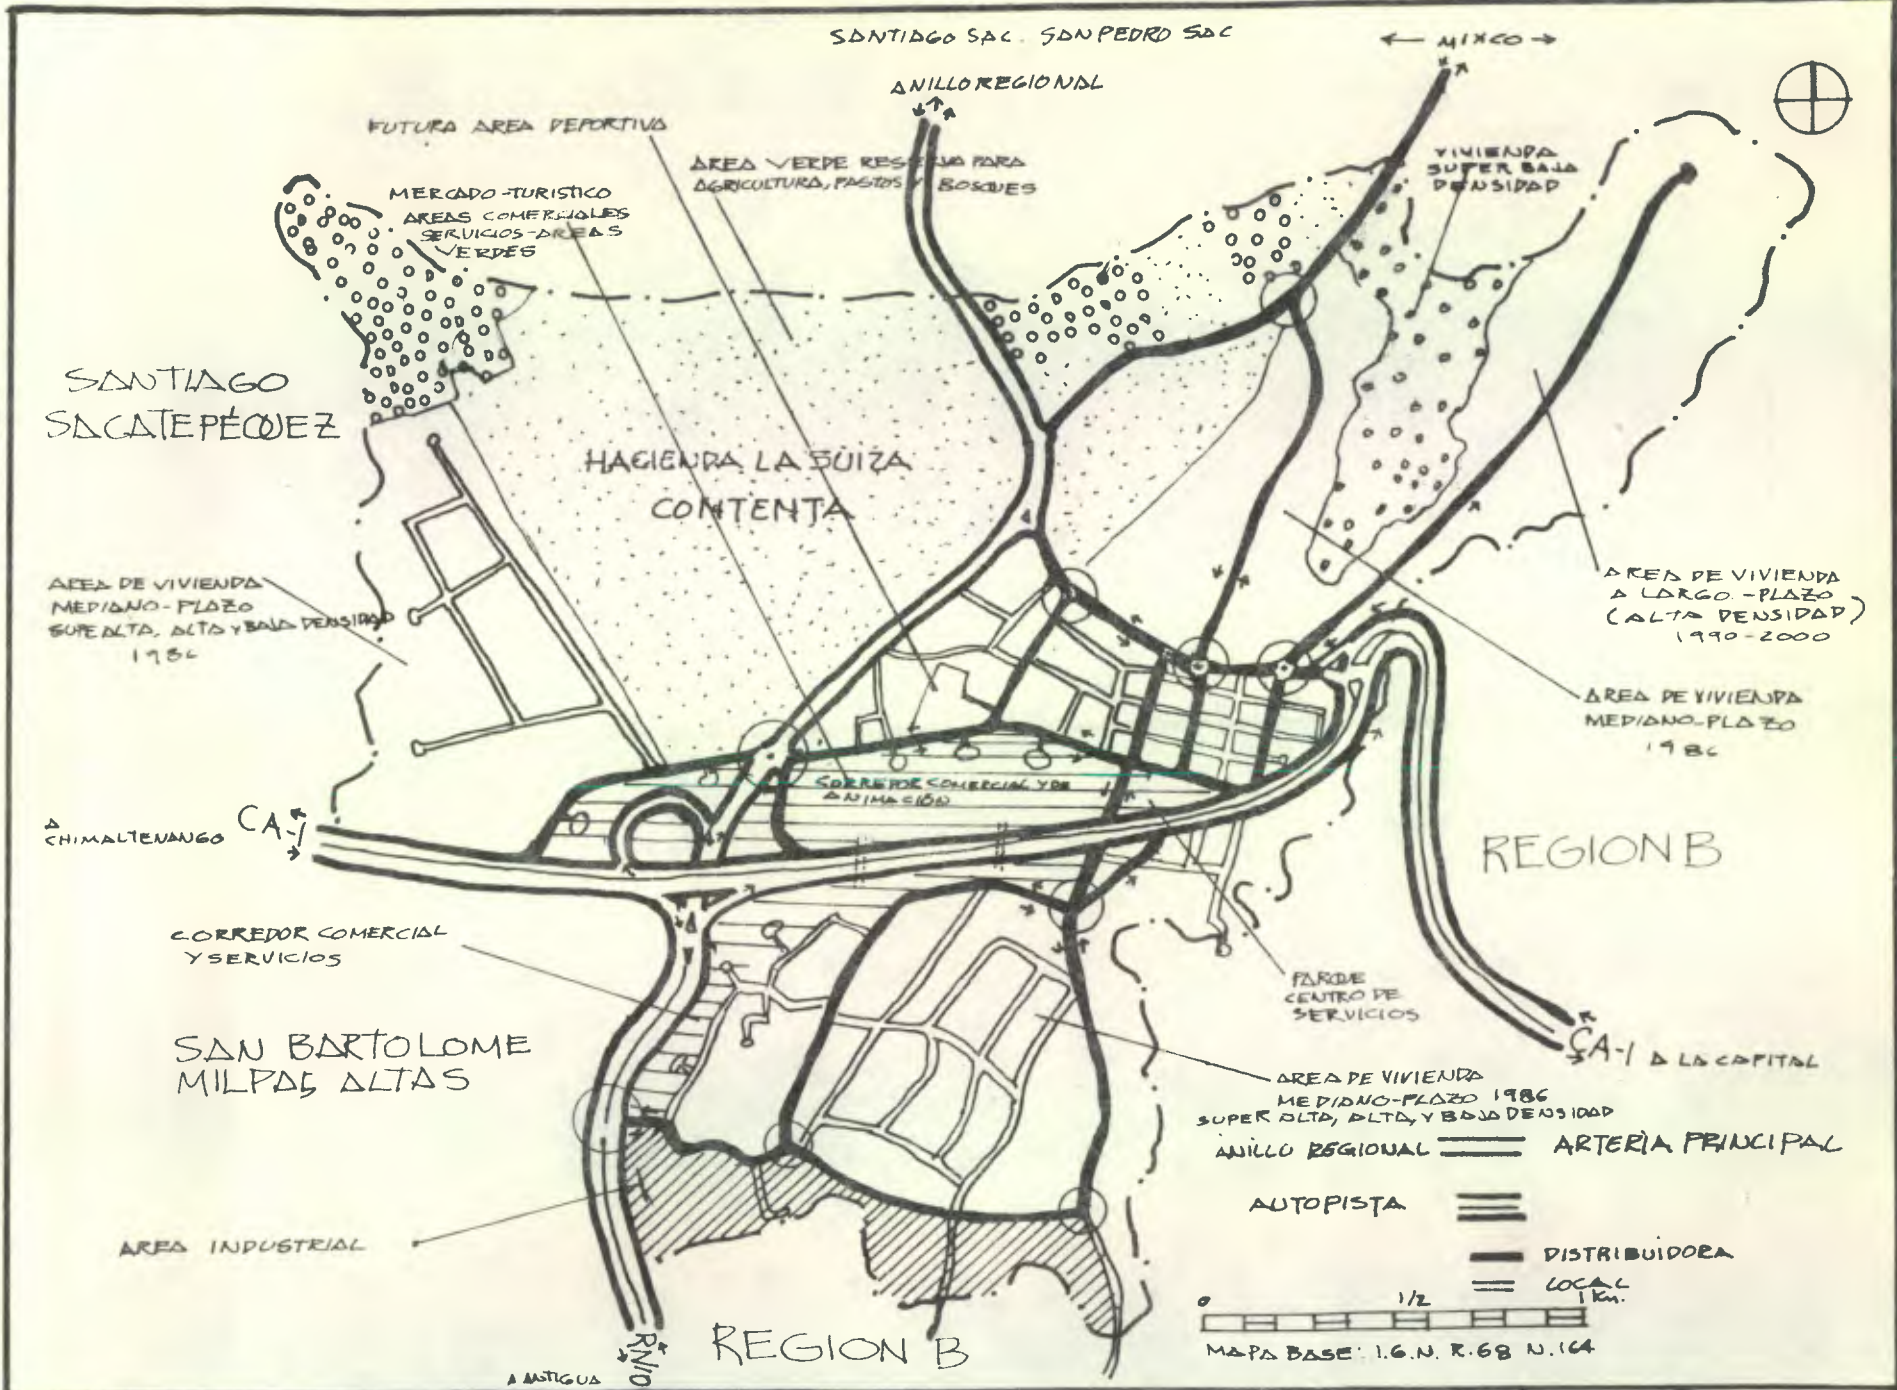 SANTIAGO SAC. SAN PEDRO SAC
← MIXCO →
ANILLO REGIONAL
FUTURA AREA DEPORTIVA
AREA VERDE RESERVA PARA
AGRICULTURA, PASTOS Y BOSQUES
VIVIENDA
SUPER BAJA
DENSIDAD
MERCADO-TURISTICO
AREAS COMERCIALES
SERVICIOS-AREAS
VERDES
SANTIAGO
SACATEPÉQUEZ
HACIENDA LA SUIZA
CONTENTA
AREA DE VIVIENDA
MEDIANO-PLAZO
SUPE ALTA, ALTA Y BAJA DENSIDAD
1986
AREA DE VIVIENDA
A LARGO-PLAZO
(ALTA DENSIDAD)
1990-2000
AREA DE VIVIENDA
MEDIANO-PLAZO
1986
CORREDOR COMERCIAL Y DE
ANIMACIÓN
A
CHIMALTENANGO
CA-1
REGION B
CORREDOR COMERCIAL
Y SERVICIOS
PARQUE
CENTRO DE
SERVICIOS
SAN BARTOLOME
MILPAS ALTAS
CA-1 A LA CAPITAL
AREA DE VIVIENDA
MEDIANO-PLAZO 1986
SUPER ALTA, ALTA, Y BAJA DENSIDAD
ANILLO REGIONAL
ARTERIA PRINCIPAL
AUTOPISTA
AREA INDUSTRIAL
DISTRIBUIDORA
LOCAL
0
1/2
1 Km.
MAPA BASE: I.G.N. R.68 N.164
REGION B
RN10
A ANTIGUA